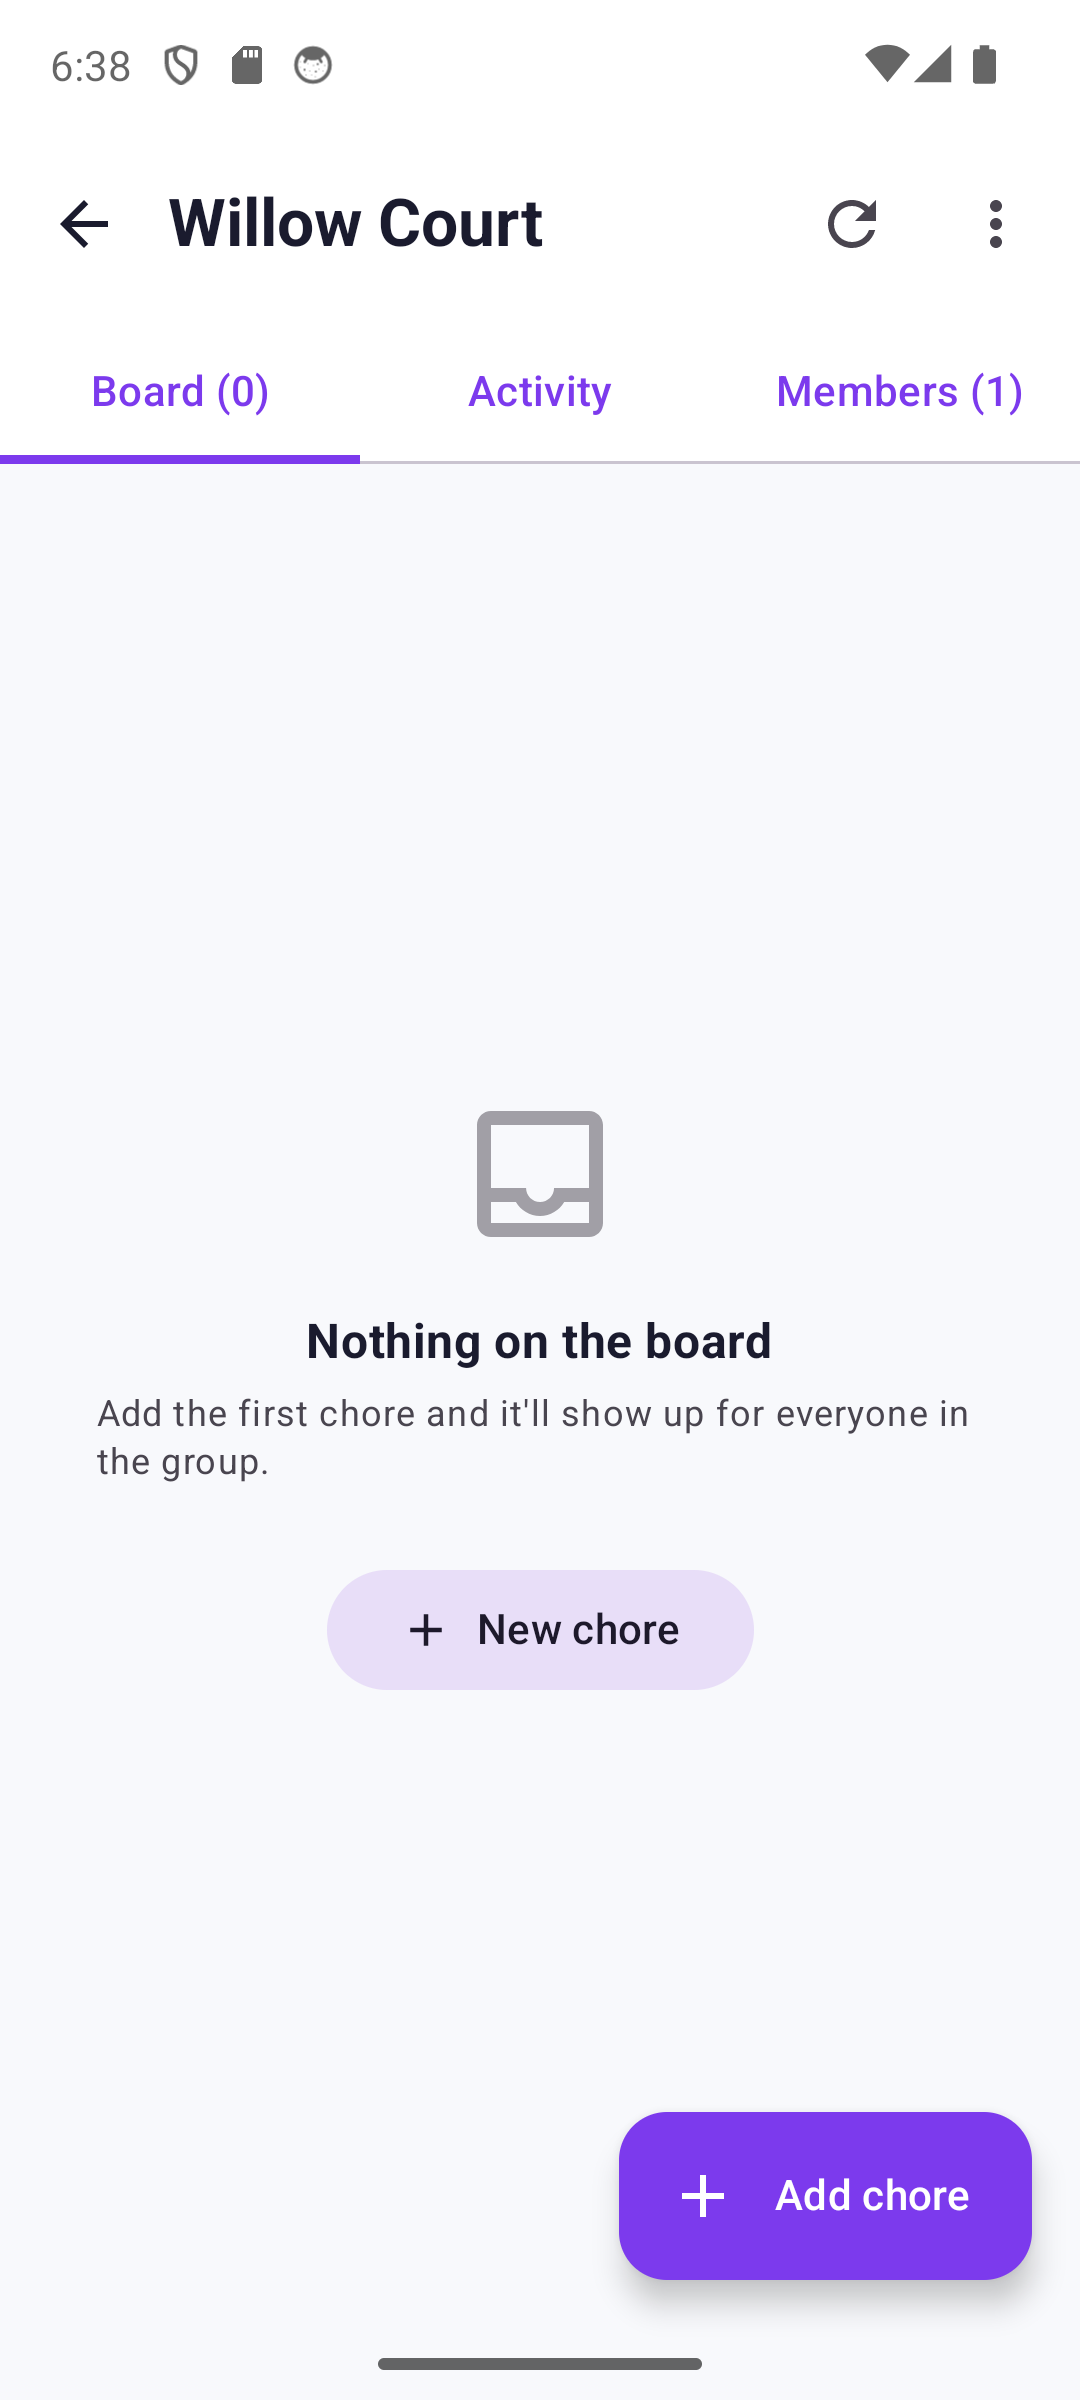 6:38
Willow Court
Board (0)
Activity
Members (1)
Nothing on the board
Add the first chore and it'll show up for everyone in
the group.
New chore
Add chore